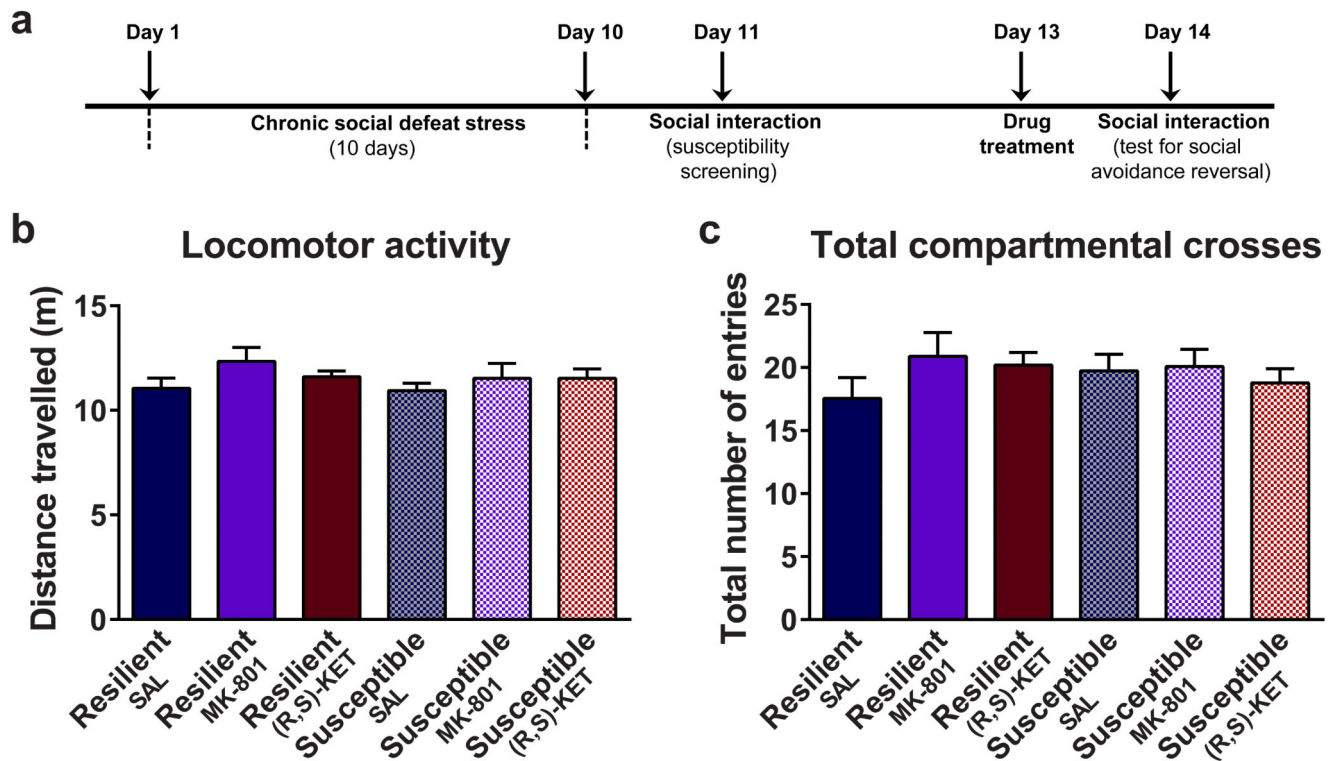 a
Day 1
Day 10
Day 11
Day 13
Day 14
Chronic social defeat stress
(10 days)
Social interaction
(susceptibility
screening)
Drug
treatment
Social interaction
(test for social
avoidance reversal)
b
Locomotor activity
Distance travelled (m)
15
10
5
0
Resilient
SAL
Resilient
MK-801
Resilient
(R,S)-KET
Susceptible
SAL
Susceptible
MK-801
Susceptible
(R,S)-KET
c
Total compartmental crosses
Total number of entries
25
20
15
10
5
0
Resilient
SAL
Resilient
MK-801
Resilient
(R,S)-KET
Susceptible
SAL
Susceptible
MK-801
Susceptible
(R,S)-KET